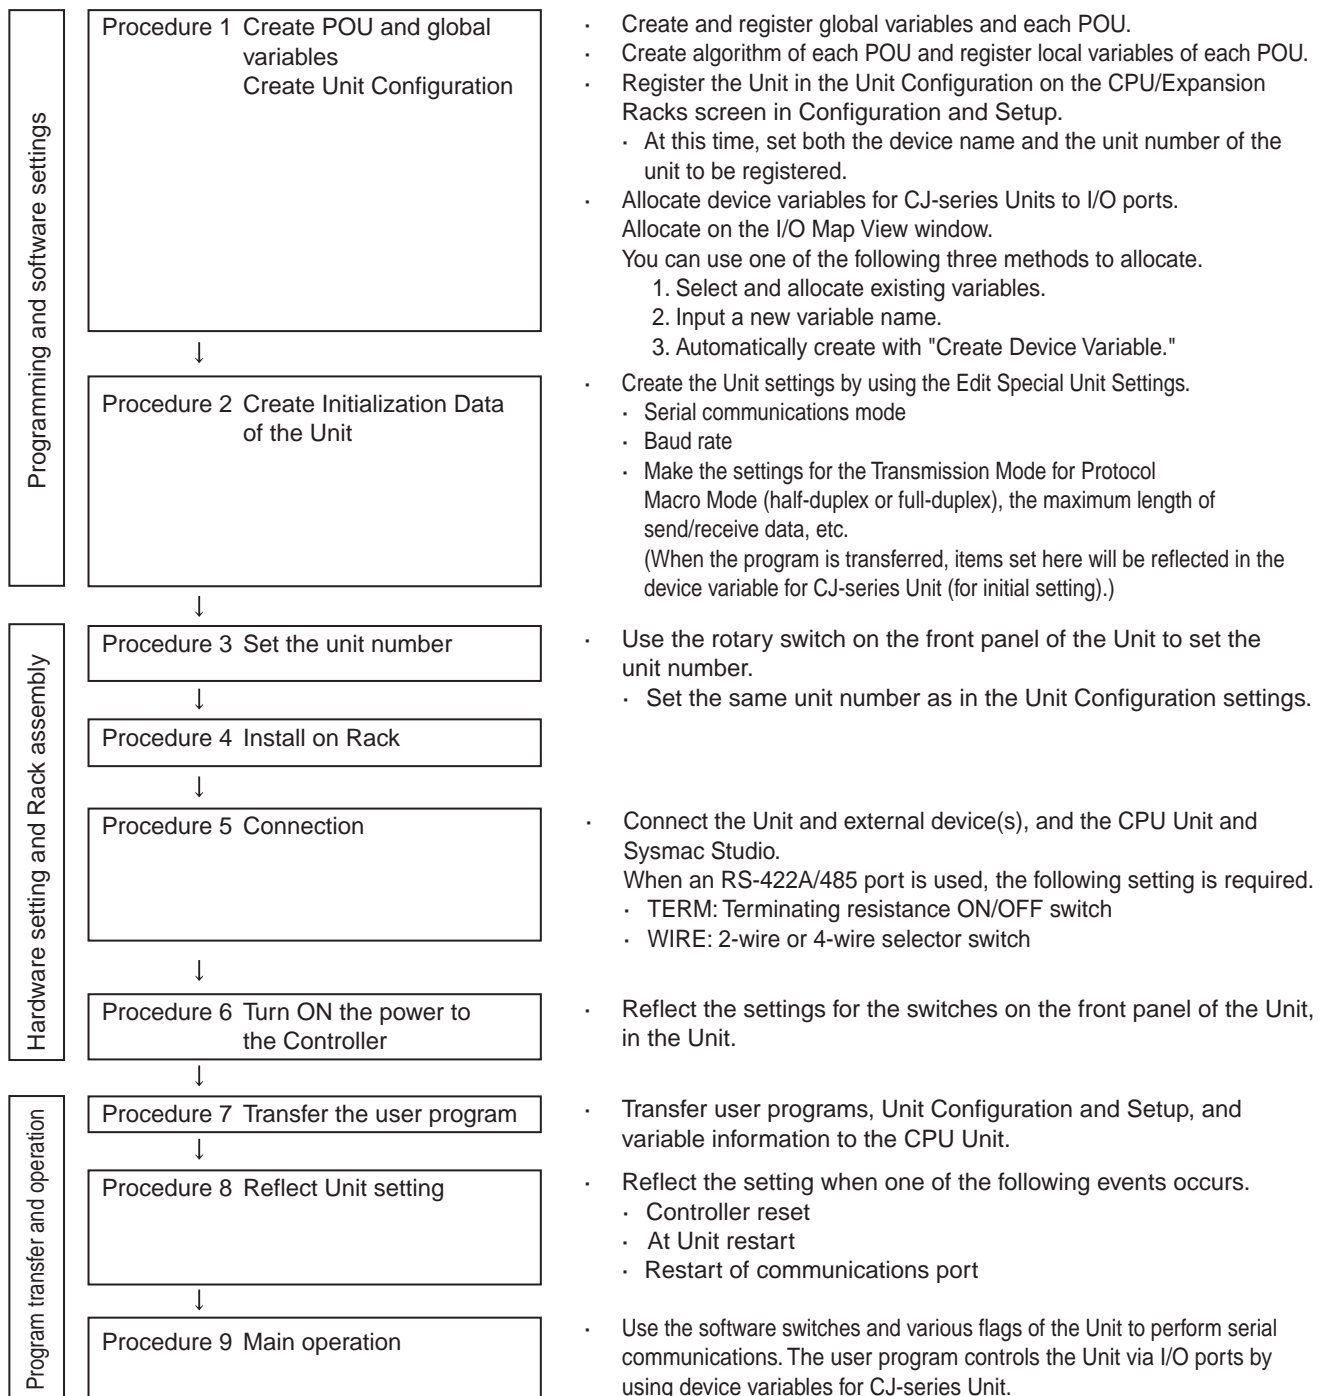 Programming and software settings
Procedure 1 Create POU and global
variables
Create Unit Configuration
· Create and register global variables and each POU.
· Create algorithm of each POU and register local variables of each POU.
· Register the Unit in the Unit Configuration on the CPU/Expansion
Racks screen in Configuration and Setup.
· At this time, set both the device name and the unit number of the
unit to be registered.
· Allocate device variables for CJ-series Units to I/O ports.
Allocate on the I/O Map View window.
You can use one of the following three methods to allocate.
1. Select and allocate existing variables.
2. Input a new variable name.
3. Automatically create with "Create Device Variable."
↓
Procedure 2 Create Initialization Data
of the Unit
· Create the Unit settings by using the Edit Special Unit Settings.
· Serial communications mode
· Baud rate
· Make the settings for the Transmission Mode for Protocol
Macro Mode (half-duplex or full-duplex), the maximum length of
send/receive data, etc.
(When the program is transferred, items set here will be reflected in the
device variable for CJ-series Unit (for initial setting).)
↓
Hardware setting and Rack assembly
Procedure 3 Set the unit number
· Use the rotary switch on the front panel of the Unit to set the
unit number.
· Set the same unit number as in the Unit Configuration settings.
↓
Procedure 4 Install on Rack
↓
Procedure 5 Connection
· Connect the Unit and external device(s), and the CPU Unit and
Sysmac Studio.
When an RS-422A/485 port is used, the following setting is required.
· TERM: Terminating resistance ON/OFF switch
· WIRE: 2-wire or 4-wire selector switch
↓
Procedure 6 Turn ON the power to
the Controller
· Reflect the settings for the switches on the front panel of the Unit,
in the Unit.
↓
Program transfer and operation
Procedure 7 Transfer the user program
· Transfer user programs, Unit Configuration and Setup, and
variable information to the CPU Unit.
↓
Procedure 8 Reflect Unit setting
· Reflect the setting when one of the following events occurs.
· Controller reset
· At Unit restart
· Restart of communications port
↓
Procedure 9 Main operation
· Use the software switches and various flags of the Unit to perform serial
communications. The user program controls the Unit via I/O ports by
using device variables for CJ-series Unit.